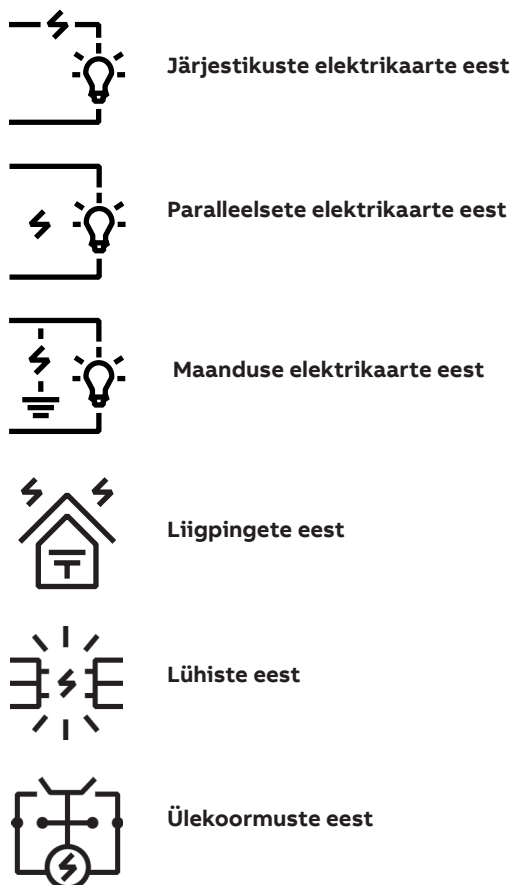 Järjestikuste elektrikaarte eest
Paralleelsete elektrikaarte eest
Maanduse elektrikaarte eest
Liigpingete eest
Lühiste eest
Ülekoormuste eest